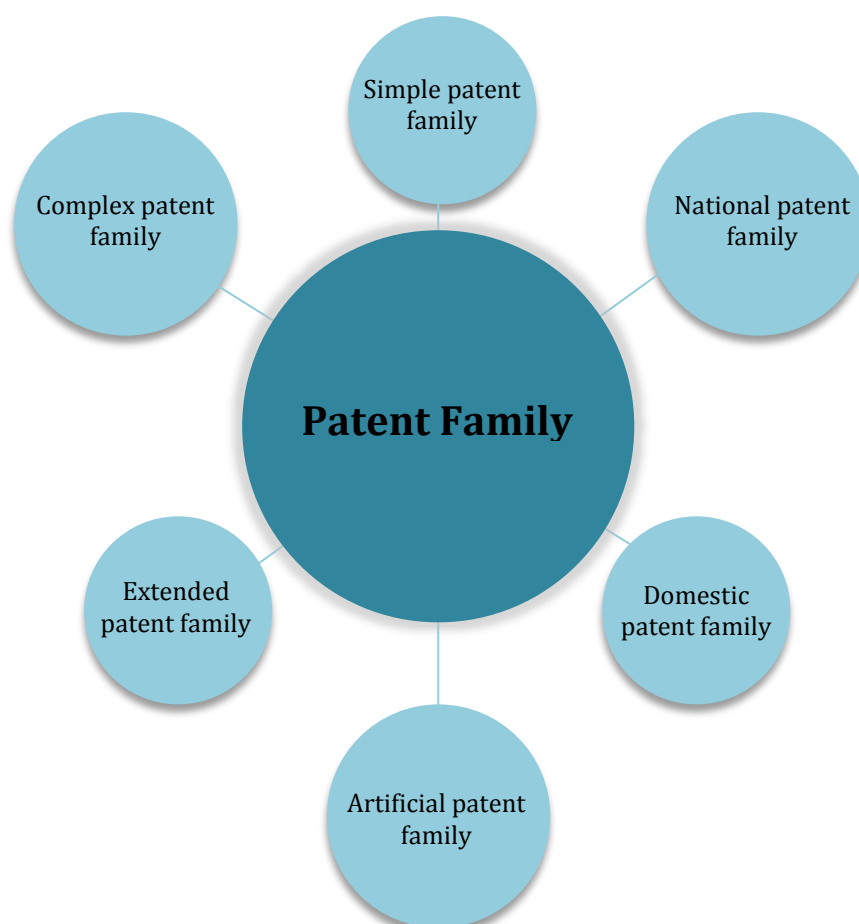 Simple patent
family
Complex patent
family
National patent
family
Patent Family
Extended
patent family
Domestic
patent family
Artificial patent
family